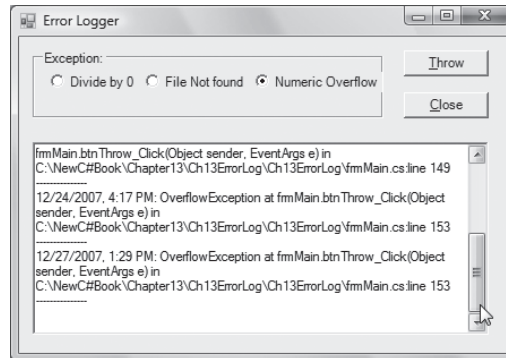 Error Logger
Exception:
Divide by 0 File Not found Numeric Overflow
Throw
Close
frmMain.btnThrow_Click(Object sender, EventArgs e) in
C:\NewC#Book\Chapter13\Ch13ErrorLog\Ch13ErrorLog\frmMain.cs:line 149
---------------
12/24/2007, 4:17 PM: OverflowException at frmMain.btnThrow_Click(Object
sender, EventArgs e) in
C:\NewC#Book\Chapter13\Ch13ErrorLog\Ch13ErrorLog\frmMain.cs:line 153
---------------
12/27/2007, 1:29 PM: OverflowException at frmMain.btnThrow_Click(Object
sender, EventArgs e) in
C:\NewC#Book\Chapter13\Ch13ErrorLog\Ch13ErrorLog\frmMain.cs:line 153
---------------